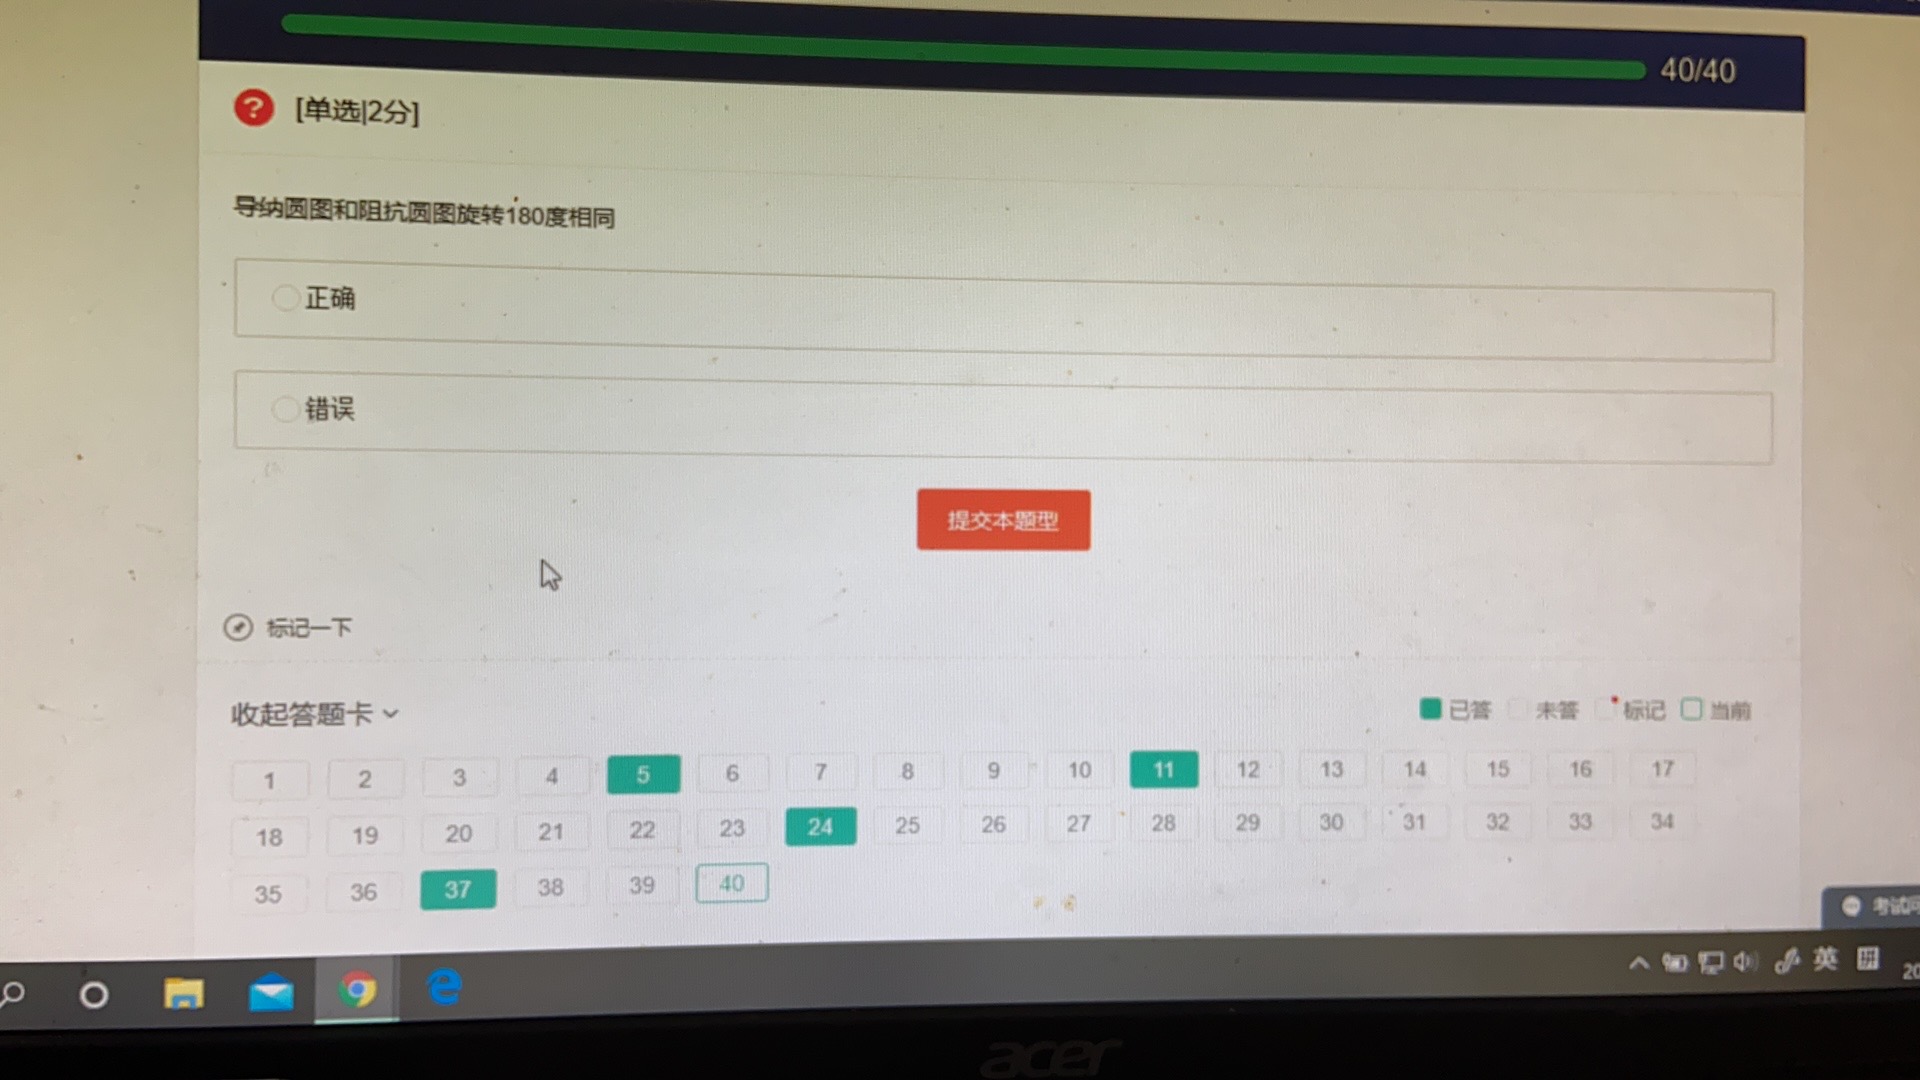 40/40
[单选|2分]
导纳圆图和阻抗圆图旋转180度相同
正确
错误
提交本题型
标记一下
收起答题卡
已答 未答 标记 当前
1 2 3 4 5 6 7 8 9 10 11 12 13 14 15 16 17
18 19 20 21 22 23 24 25 26 27 28 29 30 31 32 33 34
35 36 37 38 39 40
考试问
英 拼
20
acer